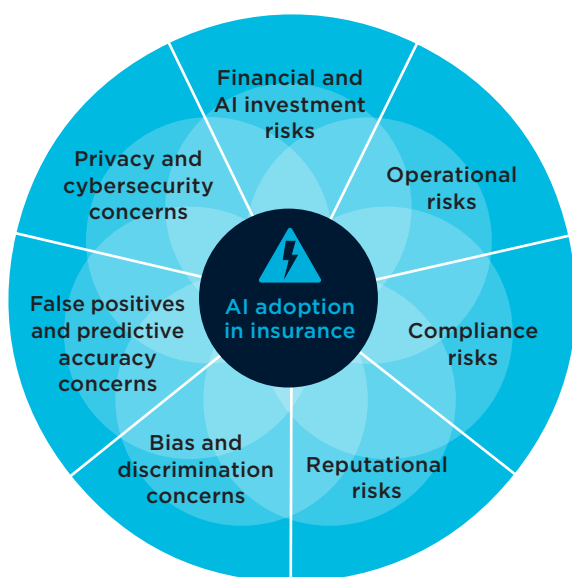 Financial and
AI investment
risks
Operational
risks
Compliance
risks
Reputational
risks
Bias and
discrimination
concerns
False positives
and predictive
accuracy
concerns
Privacy and
cybersecurity
concerns
AI adoption
in insurance